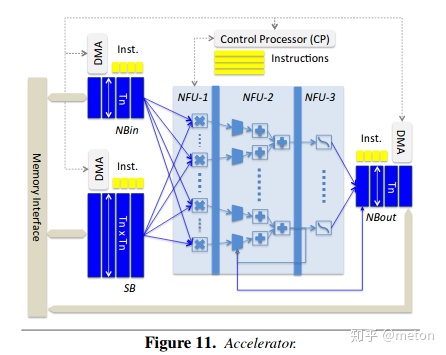 Control Processor (CP)
Instructions
DMA
Inst.
Tn
NBin
DMA
Inst.
Tn x Tn
SB
Memory Interface
NFU-1
NFU-2
NFU-3
Inst.
DMA
Tn
NBout
知乎 @meton
Figure 11. Accelerator.